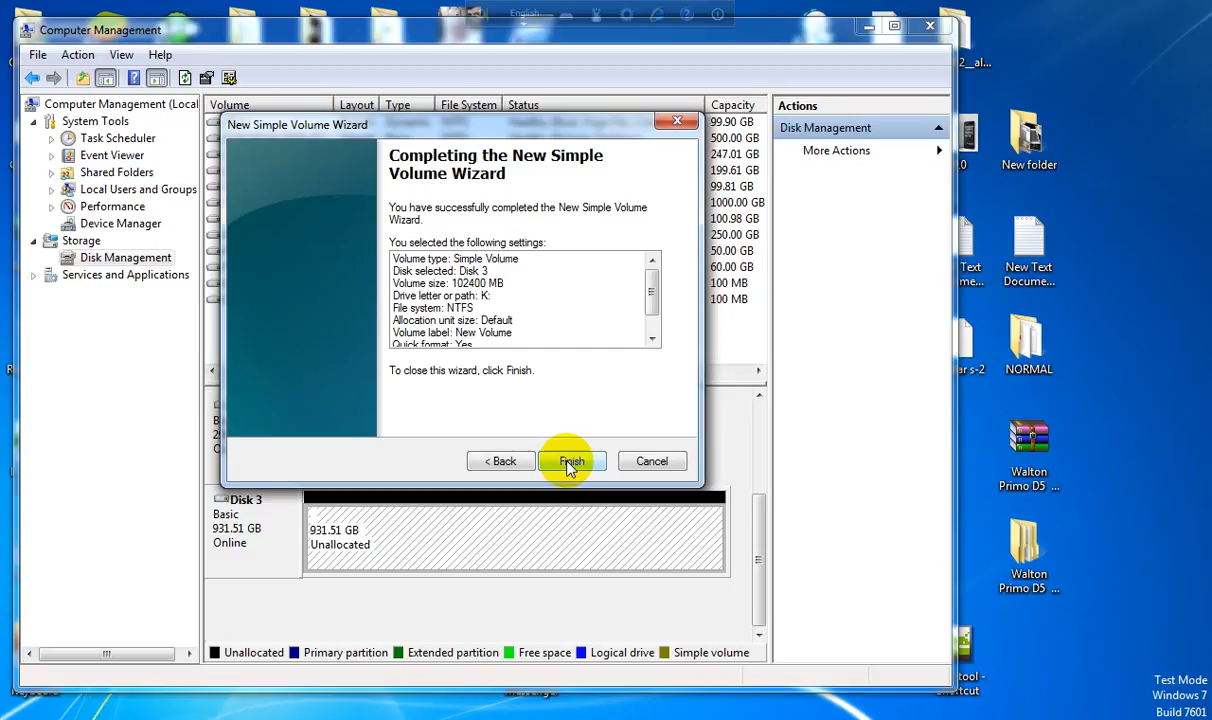 English
Computer Management
File Action View Help
Computer Management (Local
System Tools
Task Scheduler
Event Viewer
Shared Folders
Local Users and Groups
Performance
Device Manager
Storage
Disk Management
Services and Applications
Volume Layout Type File System Status Capacity
99.90 GB
500.00 GB
247.01 GB
199.61 GB
99.81 GB
1000.00 GB
100.98 GB
250.00 GB
50.00 GB
60.00 GB
100 MB
100 MB
New Simple Volume Wizard
Completing the New Simple
Volume Wizard
You have successfully completed the New Simple Volume
Wizard.
You selected the following settings:
Volume type: Simple Volume
Disk selected: Disk 3
Volume size: 102400 MB
Drive letter or path: K:
File system: NTFS
Allocation unit size: Default
Volume label: New Volume
Quick format: Yes
To close this wizard, click Finish.
< Back Finish Cancel
Disk 3
Basic
931.51 GB
Online
931.51 GB
Unallocated
Unallocated Primary partition Extended partition Free space Logical drive Simple volume
Actions
Disk Management
More Actions
2__al...
New folder
New Text
Docume...
NORMAL
ar s-2
Walton
Primo D5 ...
Walton
Primo D5 ...
tool -
Test Mode
Windows 7
Build 7601